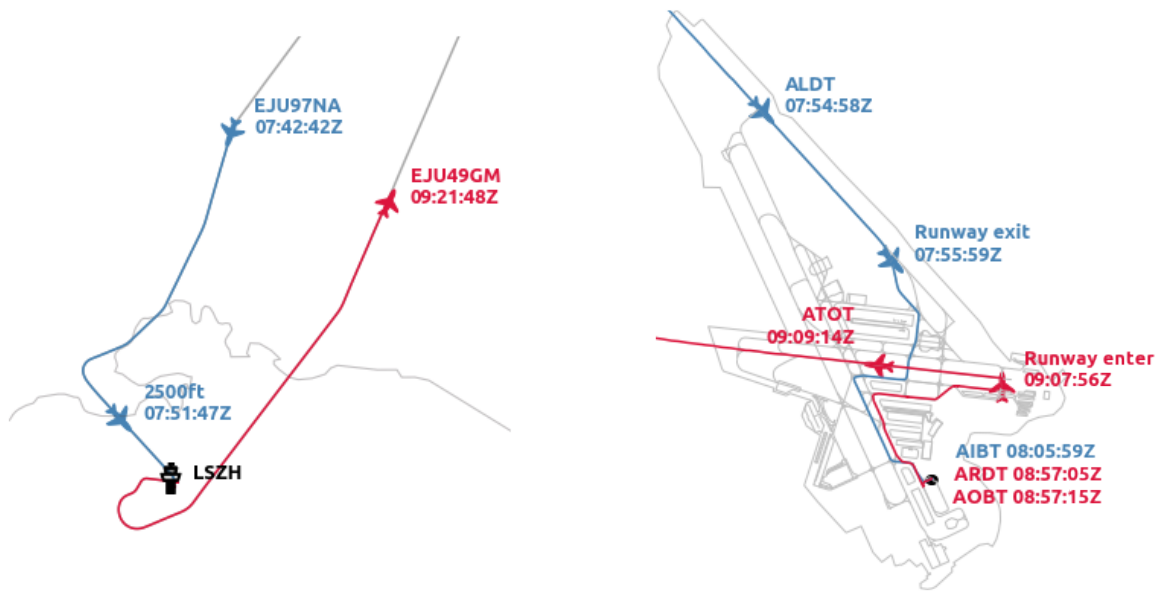 EJU97NA
07:42:42Z
EJU49GM
09:21:48Z
2500ft
07:51:47Z
LSZH
ALDT
07:54:58Z
Runway exit
07:55:59Z
ATOT
09:09:14Z
Runway enter
09:07:56Z
AIBT 08:05:59Z
ARDT 08:57:05Z
AOBT 08:57:15Z